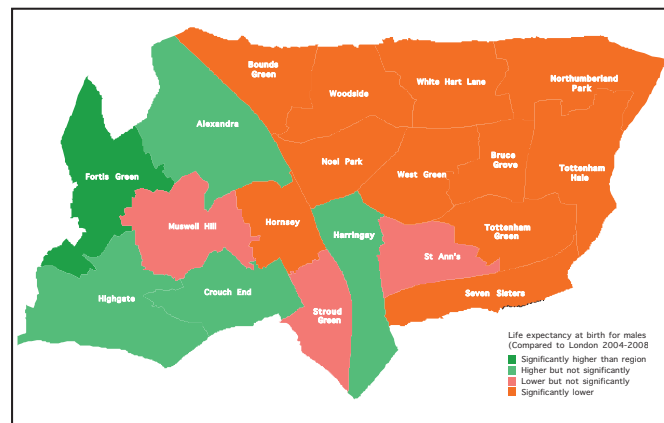 Bounds
Green
Woodside
White Hart Lane
Northumberland
Park
Alexandra
Noel Park
Bruce
Grove
West Green
Tottenham
Hale
Fortis Green
Muswell Hill
Hornsey
Harringay
Tottenham
Green
St Ann's
Highgate
Crouch End
Seven Sisters
Stroud
Green
Life expectancy at birth for males
(Compared to London 2004-2008
Significantly higher than region
Higher but not significantly
Lower but not significantly
Significantly lower